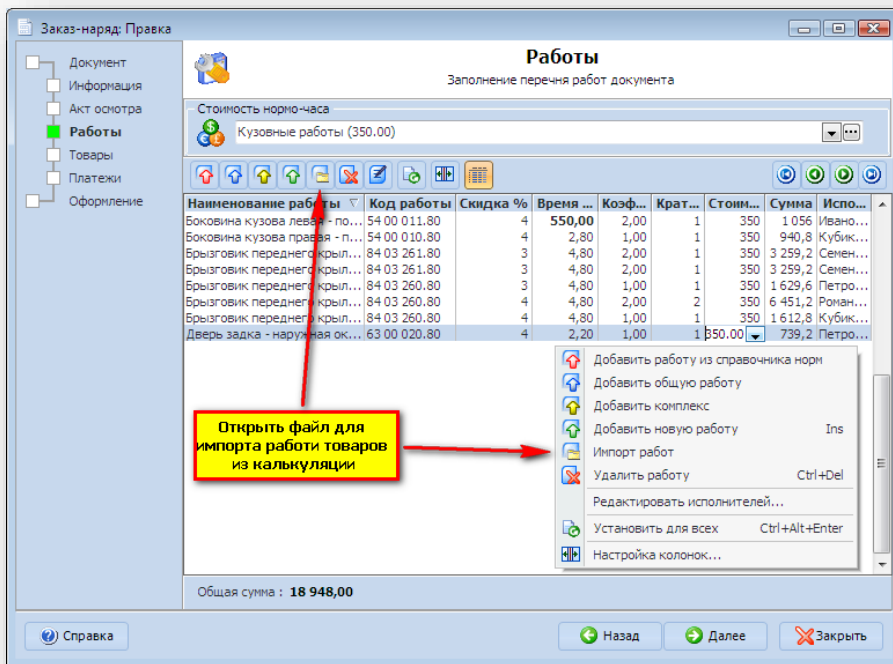 Заказ-наряд: Правка
Документ
Информация
Акт осмотра
Работы
Товары
Платежи
Оформление
Работы
Заполнение перечня работ документа
Стоимость нормо-часа
Кузовные работы (350.00)
Наименование работы Код работы Скидка % Время ... Коэф... Крат... Стоим... Сумма Испо...
Боковина кузова левая - по... 54 00 011.80 4 550,00 2,00 1 350 1 056 Ивано...
Боковина кузова правая - п... 54 00 010.80 4 2,80 1,00 1 350 940,8 Кубик...
Брызговик переднего крыл... 84 03 261.80 3 4,80 2,00 1 350 3 259,2 Семен...
Брызговик переднего крыл... 84 03 261.80 3 4,80 2,00 1 350 3 259,2 Семен...
Брызговик переднего крыл... 84 03 260.80 3 4,80 1,00 1 350 1 629,6 Петро...
Брызговик переднего крыл... 84 03 260.80 4 4,80 2,00 2 350 6 451,2 Роман...
Брызговик переднего крыл... 84 03 260.80 4 4,80 1,00 1 350 1 612,8 Кубик...
Дверь задка - наружная ок... 63 00 020.80 4 2,20 1,00 1 350.00 739,2 Петро...
Добавить работу из справочника норм
Добавить общую работу
Добавить комплекс
Добавить новую работу Ins
Импорт работ
Удалить работу Ctrl+Del
Редактировать исполнителей...
Установить для всех Ctrl+Alt+Enter
Настройка колонок...
Открыть файл для
импорта работи товаров
из калькуляции
Общая сумма : 18 948,00
Справка
Назад
Далее
Закрыть